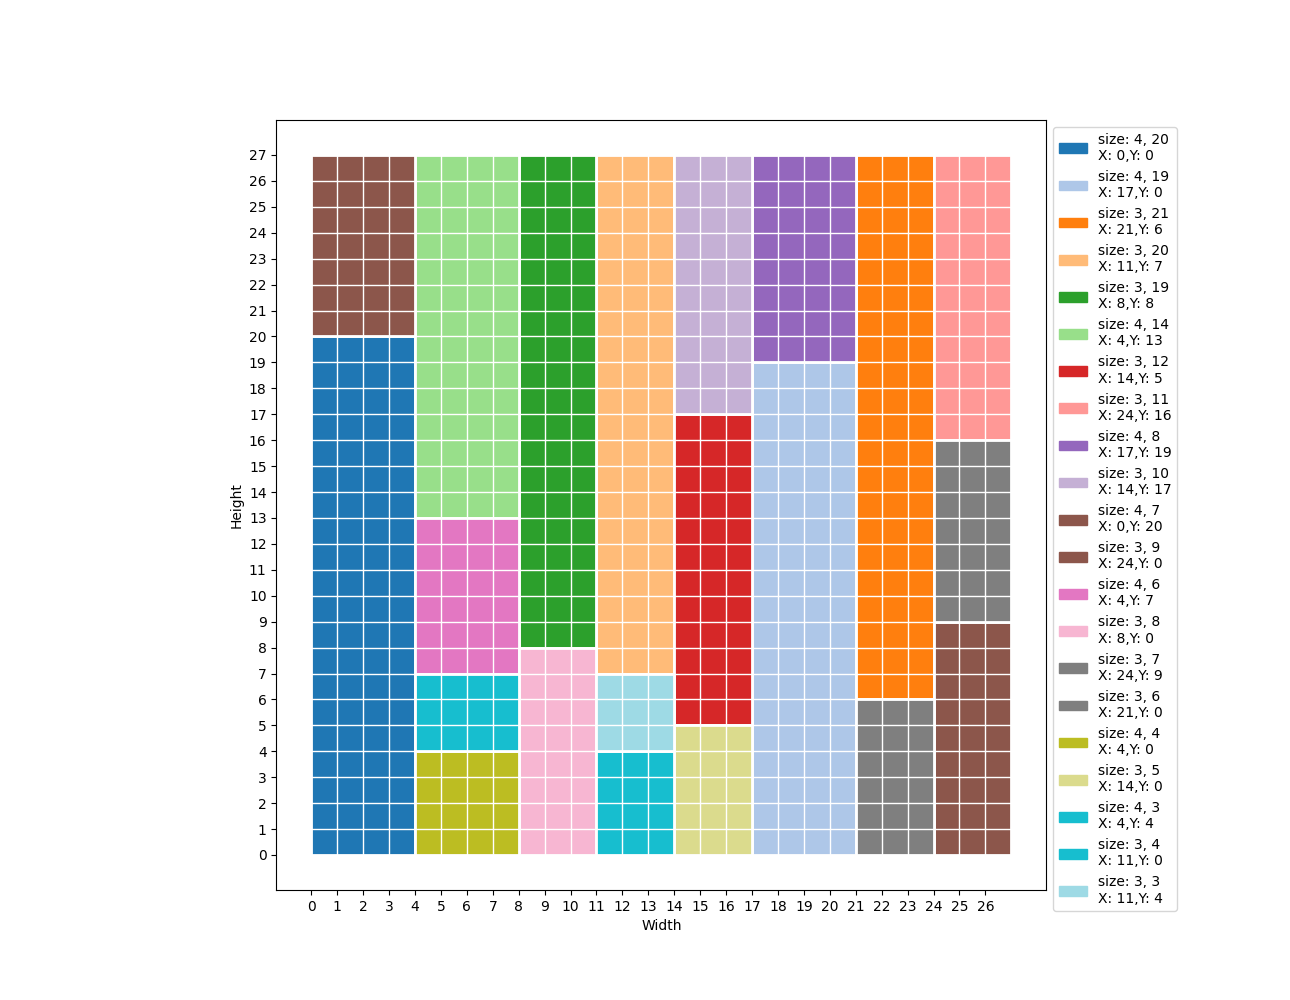 27
26
25
24
23
22
21
20
19
18
17
16
15
14
13
12
11
10
9
8
7
6
5
4
3
2
1
0
Height
0 1 2 3 4 5 6 7 8 9 10 11 12 13 14 15 16 17 18 19 20 21 22 23 24 25 26
Width
size: 4, 20
X: 0,Y: 0
size: 4, 19
X: 17,Y: 0
size: 3, 21
X: 21,Y: 6
size: 3, 20
X: 11,Y: 7
size: 3, 19
X: 8,Y: 8
size: 4, 14
X: 4,Y: 13
size: 3, 12
X: 14,Y: 5
size: 3, 11
X: 24,Y: 16
size: 4, 8
X: 17,Y: 19
size: 3, 10
X: 14,Y: 17
size: 4, 7
X: 0,Y: 20
size: 3, 9
X: 24,Y: 0
size: 4, 6
X: 4,Y: 7
size: 3, 8
X: 8,Y: 0
size: 3, 7
X: 24,Y: 9
size: 3, 6
X: 21,Y: 0
size: 4, 4
X: 4,Y: 0
size: 3, 5
X: 14,Y: 0
size: 4, 3
X: 4,Y: 4
size: 3, 4
X: 11,Y: 0
size: 3, 3
X: 11,Y: 4